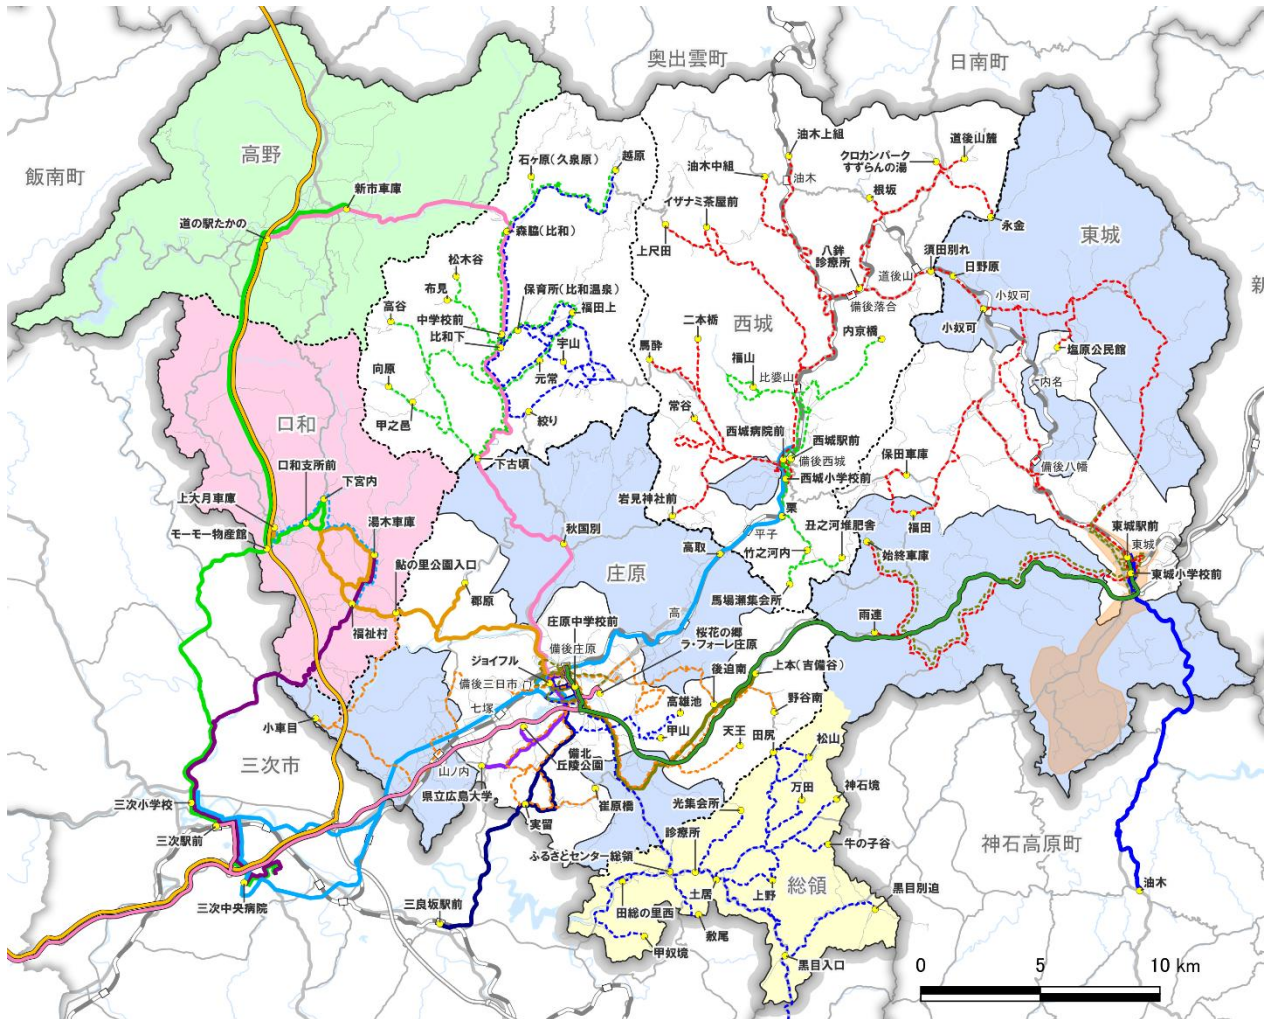 奥出雲町
日南町
飯南町
高野
新市車庫
道の駅たかの
石ヶ原(久泉原)
越原
森脇(比和)
松木谷
布見
高谷
保育所(比和温泉)
福田上
中学校前
比和下
宇山
元常
向原
甲之邑
絞り
下古頃
油木上組
油木中組
油木
クロカンパーク
すずらんの湯
道後山麓
根坂
イザナミ茶屋前
上尺田
永金
東城
新
八鉾
診療所
道後山
須田別れ
日野原
備後落合
小奴可
小奴可
西城
二本橋
馬酔
内京橋
福山
比婆山
塩原公民館
内名
常谷
西城病院前
西城駅前
備後西城
西城小学校前
保田車庫
備後八幡
口和
口和支所前
下宮内
上大月車庫
湯木車庫
モーモー物産館
岩見神社前
栗
平子
高取
秋国別
丑之河堆肥舎
竹之河内
福田
始終車庫
東城駅前
東城
東城小学校前
鮎の里公園入口
郡原
庄原
馬場瀬集会所
福祉村
庄原中学校前
高
桜花の郷
ラ・フォーレ庄原
雨連
備後庄原
ジョイフル
後迫南
上本(吉備谷)
備後三日市
七塚
高雄池
野谷南
小車目
甲山
天王
田尻
松山
三次市
山ノ内
備北
丘陵公園
県立広島大学
崔原橋
万田
神石境
三次小学校
実留
光集会所
三次駅前
診療所
牛の子谷
神石高原町
ふるさとセンター総領
総領
三次中央病院
土居
上野
黒目別迫
油木
三良坂駅前
田総の里西
敷尾
甲奴境
黒目入口
0
5
10 km